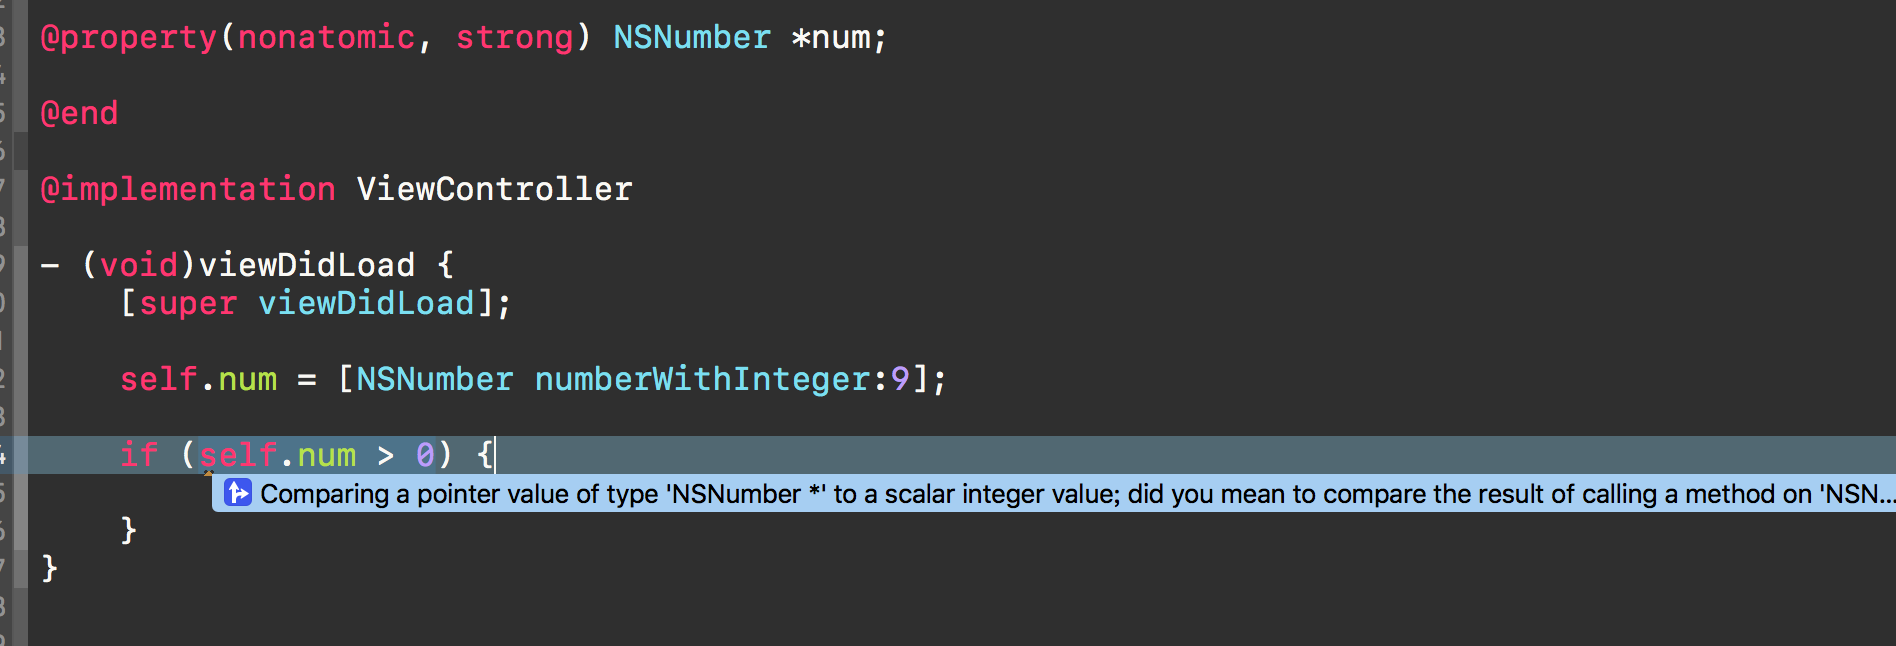 @property(nonatomic, strong) NSNumber *num;
@end
@implementation ViewController
- (void)viewDidLoad {
[super viewDidLoad];
self.num = [NSNumber numberWithInteger:9];
if (self.num > 0) {
Comparing a pointer value of type 'NSNumber *' to a scalar integer value; did you mean to compare the result of calling a method on 'NSN...
}
}